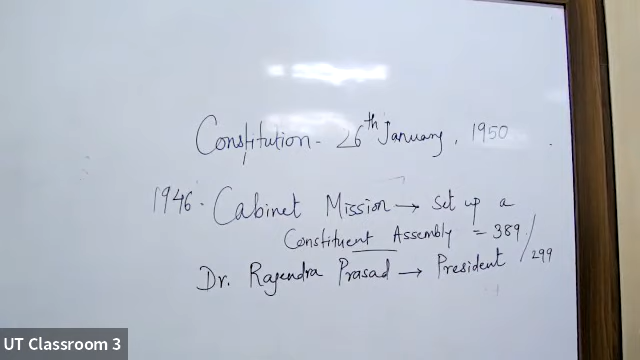 Constitution - 26th January, 1950
1946. Cabinet Mission → Set up a
Constituent Assembly = 389/299
Dr. Rajendra Prasad → President
UT Classroom 3